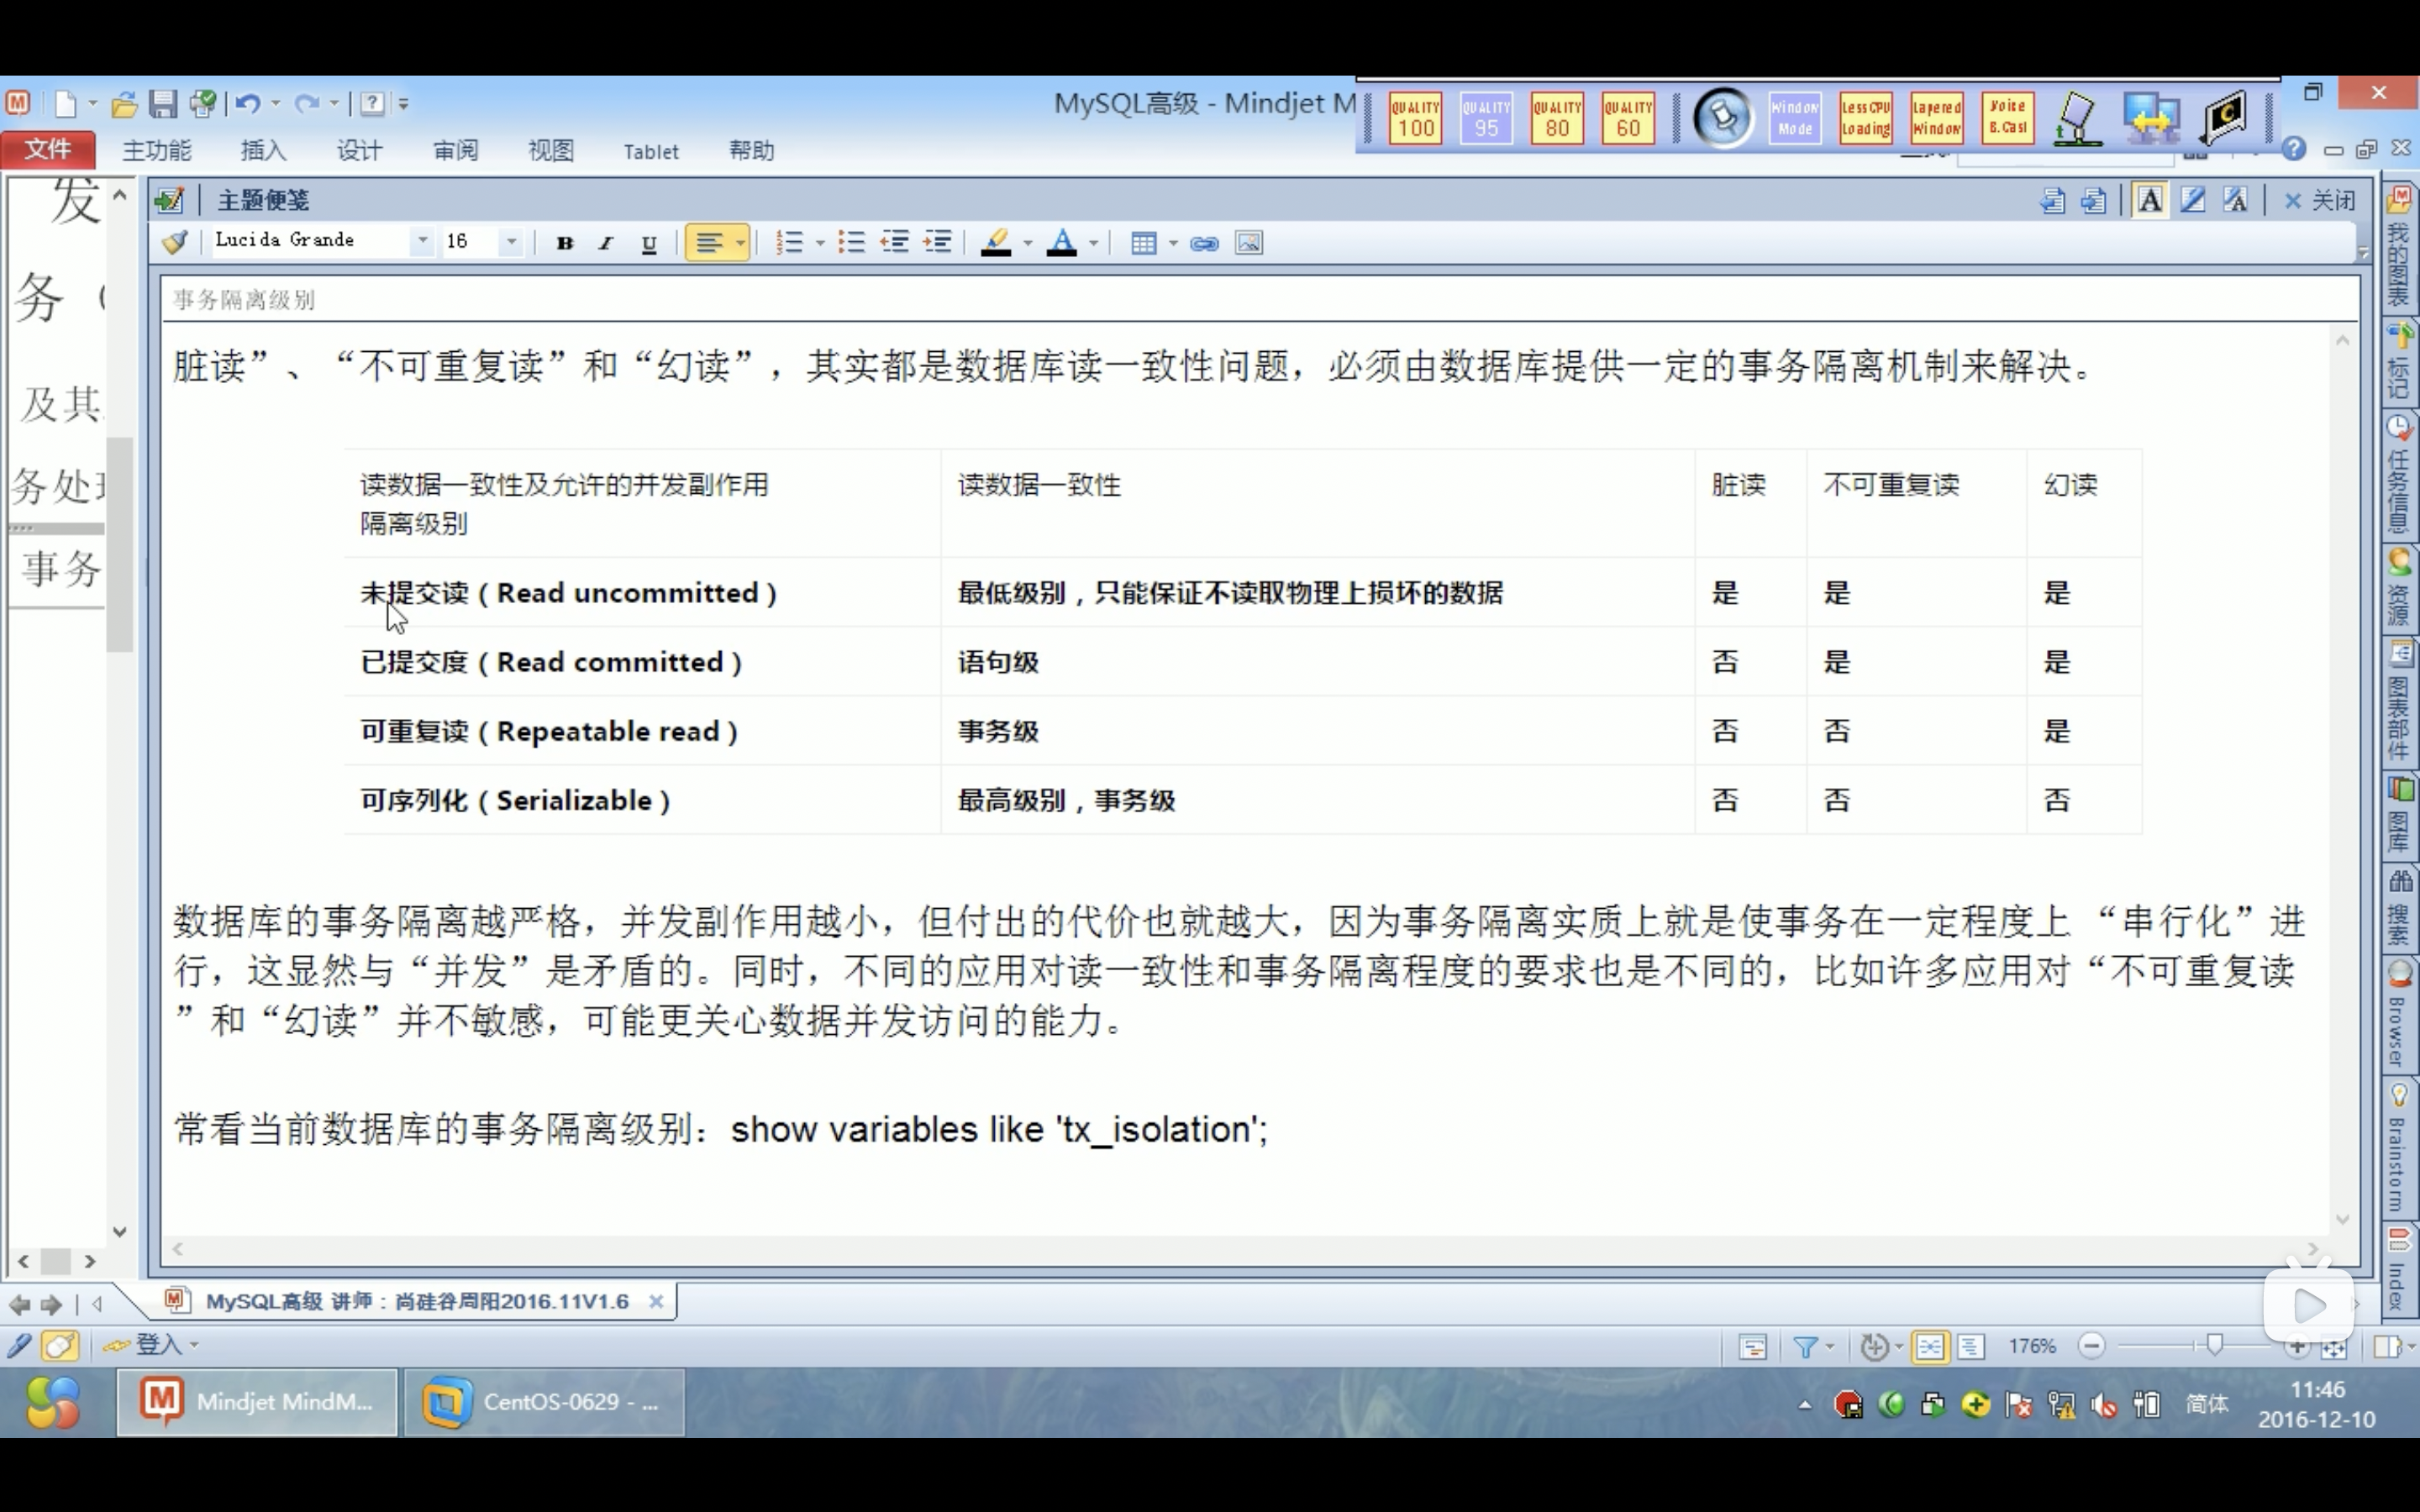 MySQL高级 - Mindjet M
QUALITY 100
QUALITY 95
QUALITY 80
QUALITY 60
Window Mode
Less CPU Loading
Layered Window
文件 主功能 插入 设计 审阅 视图 Tablet 帮助
发
务
及其
务处理
事务
主题便笺
关闭
Lucida Grande 16 B I U
事务隔离级别
脏读”、“不可重复读”和“幻读”，其实都是数据库读一致性问题，必须由数据库提供一定的事务隔离机制来解决。
读数据一致性及允许的并发副作用 读数据一致性 脏读 不可重复读 幻读
隔离级别
未提交读（Read uncommitted） 最低级别，只能保证不读取物理上损坏的数据 是 是 是
已提交度（Read committed） 语句级 否 是 是
可重复读（Repeatable read） 事务级 否 否 是
可序列化（Serializable） 最高级别，事务级 否 否 否
数据库的事务隔离越严格，并发副作用越小，但付出的代价也就越大，因为事务隔离实质上就是使事务在一定程度上 “串行化”进
行，这显然与“并发”是矛盾的。同时，不同的应用对读一致性和事务隔离程度的要求也是不同的，比如许多应用对“不可重复读
”和“幻读”并不敏感，可能更关心数据并发访问的能力。
常看当前数据库的事务隔离级别：show variables like 'tx_isolation';
我的图表
标记
任务信息
资源
图表部件
图库
搜索
Browser
Brainstorm
Index
MySQL高级 讲师：尚硅谷周阳2016.11V1.6
登入
176%
Mindjet MindM...
CentOS-0629 - ...
简体
11:46
2016-12-10